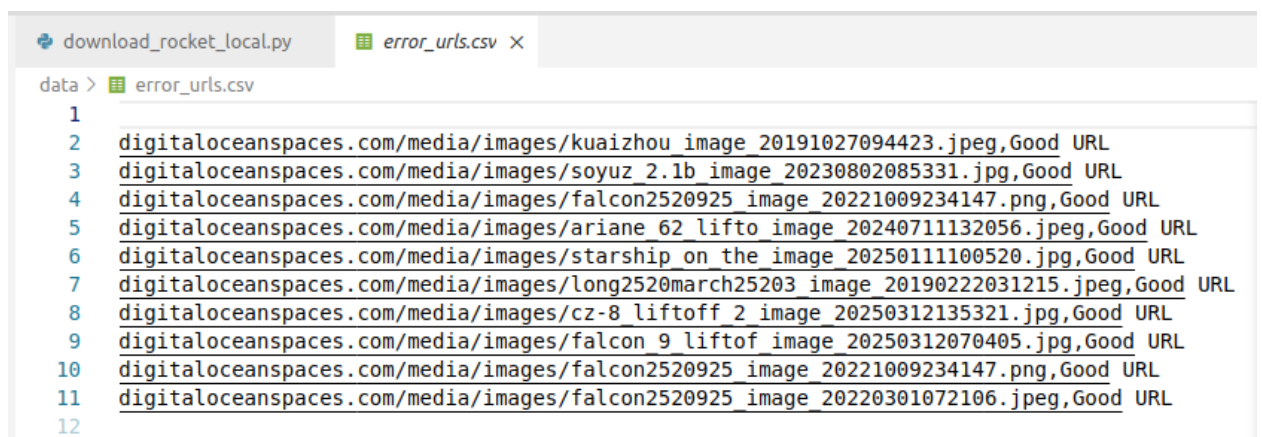 download_rocket_local.py error_urls.csv ×
data > error_urls.csv
1
2 digitaloceanspaces.com/media/images/kuaizhou_image_20191027094423.jpeg,Good URL
3 digitaloceanspaces.com/media/images/soyuz_2.1b_image_20230802085331.jpg,Good URL
4 digitaloceanspaces.com/media/images/falcon2520925_image_20221009234147.png,Good URL
5 digitaloceanspaces.com/media/images/ariane_62_lifto_image_20240711132056.jpeg,Good URL
6 digitaloceanspaces.com/media/images/starship_on_the_image_20250111100520.jpg,Good URL
7 digitaloceanspaces.com/media/images/long2520march25203_image_20190222031215.jpeg,Good URL
8 digitaloceanspaces.com/media/images/cz-8_liftoff_2_image_20250312135321.jpg,Good URL
9 digitaloceanspaces.com/media/images/falcon_9_liftof_image_20250312070405.jpg,Good URL
10 digitaloceanspaces.com/media/images/falcon2520925_image_20221009234147.png,Good URL
11 digitaloceanspaces.com/media/images/falcon2520925_image_20220301072106.jpeg,Good URL
12